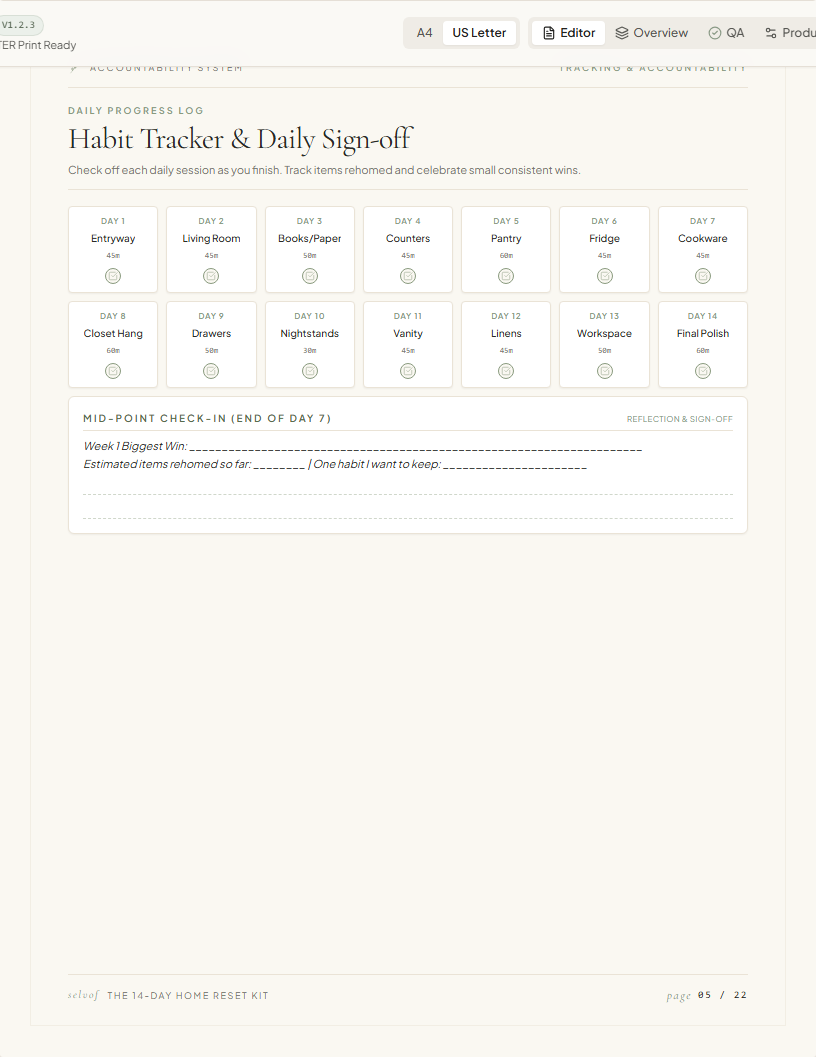 V1.2.3
TER Print Ready
A4 US Letter Editor Overview QA Produ
ACCOUNTABILITY SYSTEM TRACKING & ACCOUNTABILITY
DAILY PROGRESS LOG
Habit Tracker & Daily Sign-off
Check off each daily session as you finish. Track items rehomed and celebrate small consistent wins.
DAY 1 DAY 2 DAY 3 DAY 4 DAY 5 DAY 6 DAY 7
Entryway Living Room Books/Paper Counters Pantry Fridge Cookware
45m 45m 50m 45m 60m 45m 45m
DAY 8 DAY 9 DAY 10 DAY 11 DAY 12 DAY 13 DAY 14
Closet Hang Drawers Nightstands Vanity Linens Workspace Final Polish
60m 50m 30m 45m 45m 50m 60m
MID-POINT CHECK-IN (END OF DAY 7) REFLECTION & SIGN-OFF
Week 1 Biggest Win: ______________________________________________________________________
Estimated items rehomed so far: ________ | One habit I want to keep: ______________________
selvof THE 14-DAY HOME RESET KIT page 05 / 22